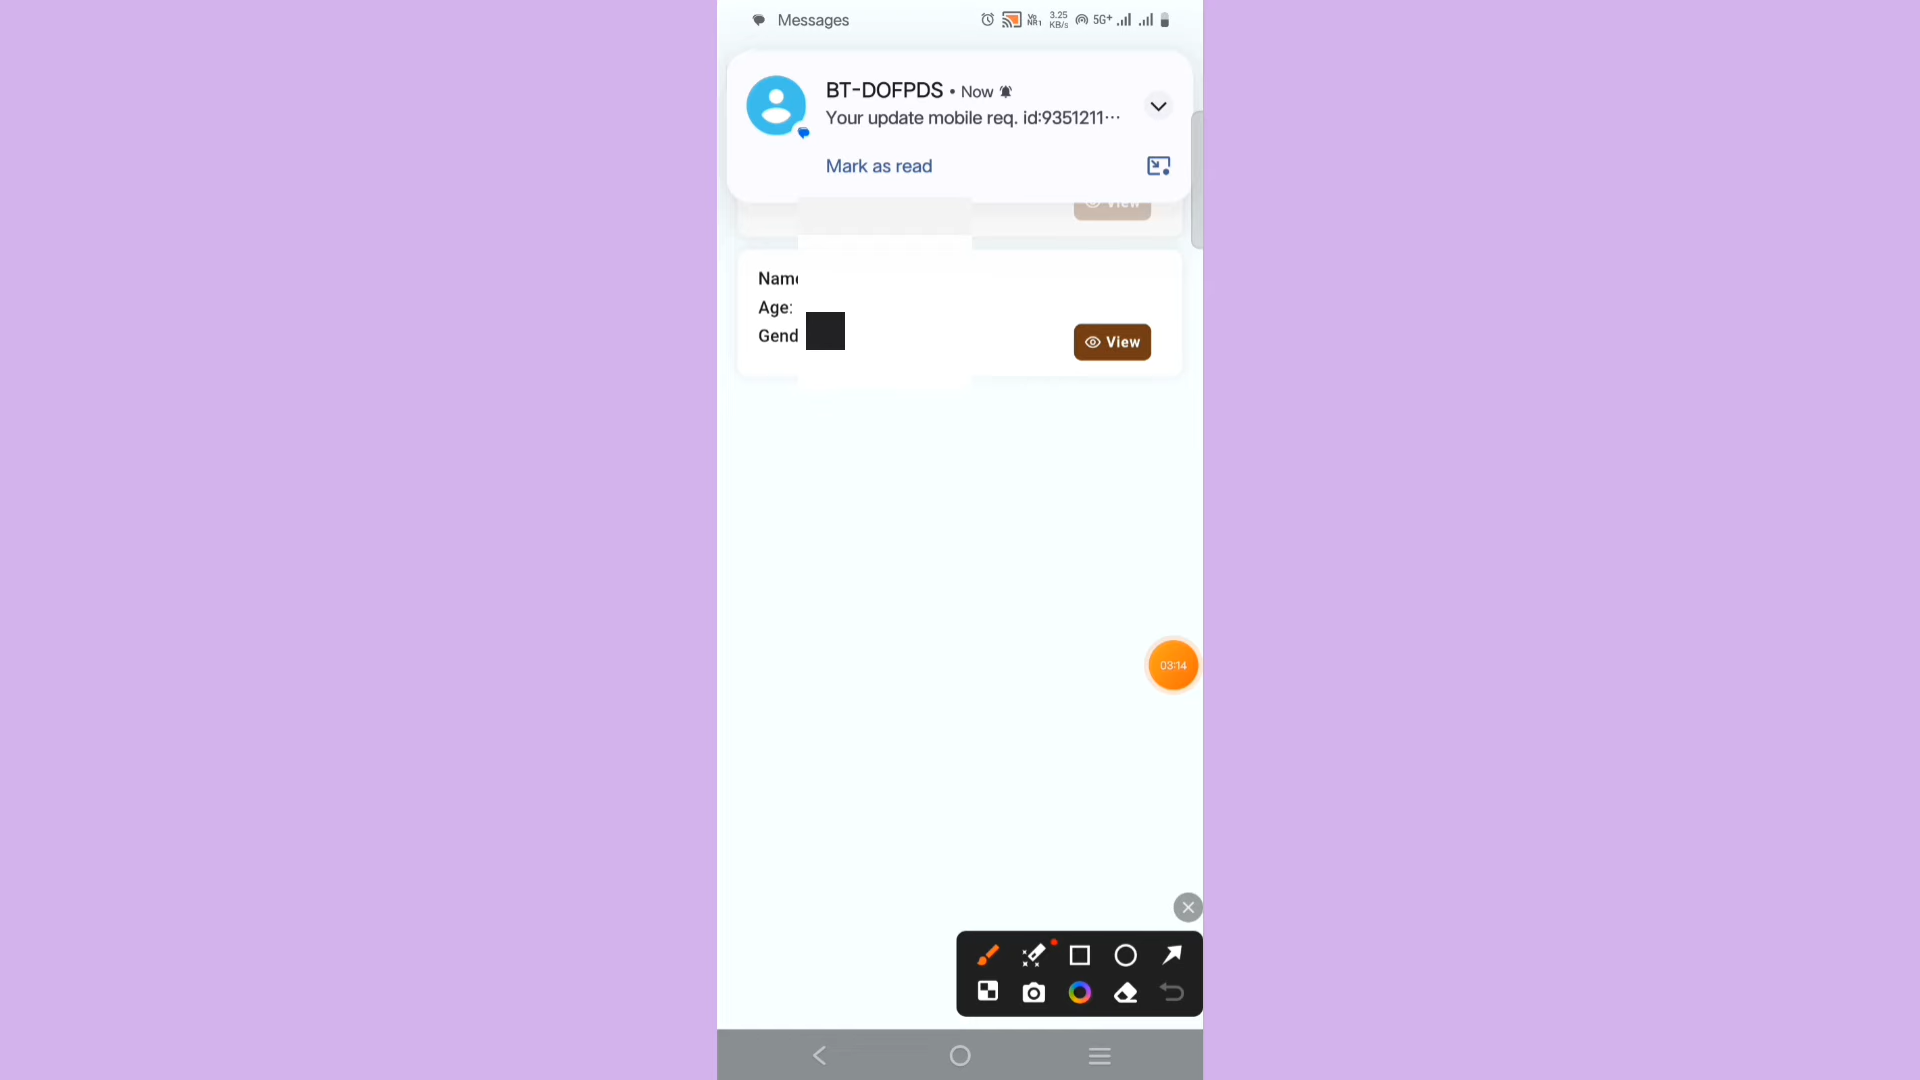 Messages
3.25
KB/s
5G+
BT-DOFPDS • Now
Your update mobile req. id:9351211…
Mark as read
View
Name
Age:
Gend
View
03:14